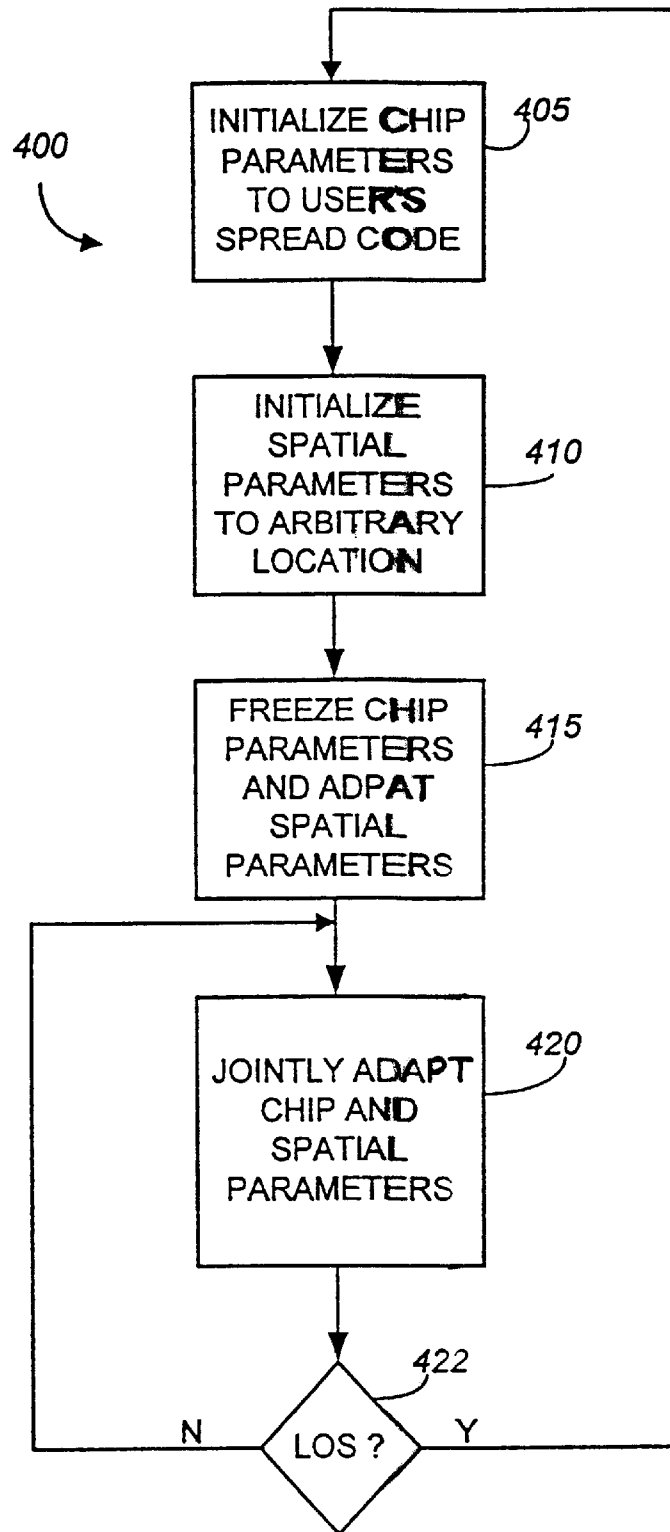 400
INITIALIZE CHIP
PARAMETERS
TO USER'S
SPREAD CODE
405
INITIALIZE
SPATIAL
PARAMETERS
TO ARBITRARY
LOCATION
410
FREEZE CHIP
PARAMETERS
AND ADPAT
SPATIAL
PARAMETERS
415
JOINTLY ADAPT
CHIP AND
SPATIAL
PARAMETERS
420
422
N
LOS ?
Y